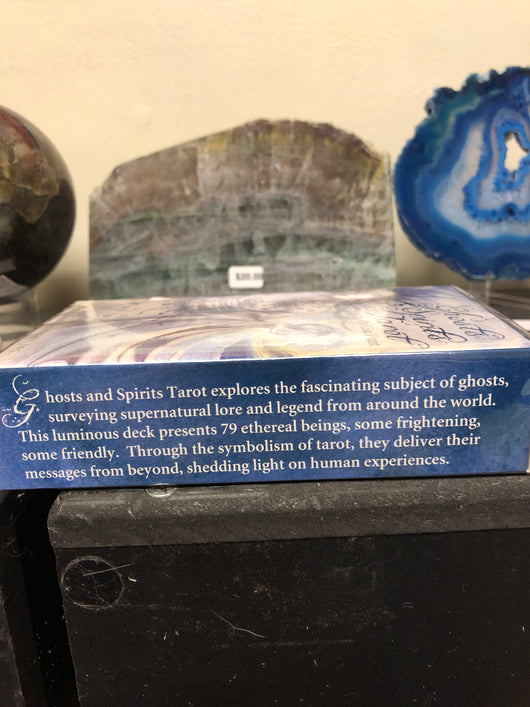 Ghosts and Spirits Tarot explores the fascinating subject of ghosts,
surveying supernatural lore and legend from around the world.
This luminous deck presents 79 ethereal beings, some frightening,
some friendly. Through the symbolism of tarot, they deliver their
messages from beyond, shedding light on human experiences.